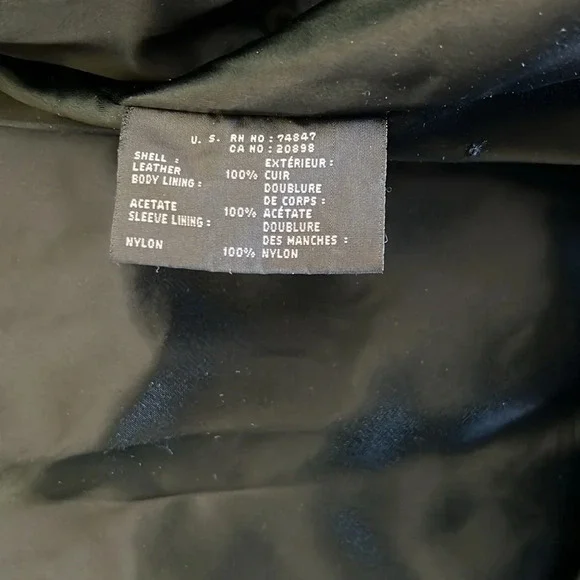 U. S. RN NO : 74847
CA NO : 20898
SHELL : EXTÉRIEUR :
LEATHER 100% CUIR
BODY LINING : DOUBLURE
DE CORPS :
ACETATE 100% ACÉTATE
SLEEVE LINING : DOUBLURE
DES MANCHES :
NYLON 100% NYLON